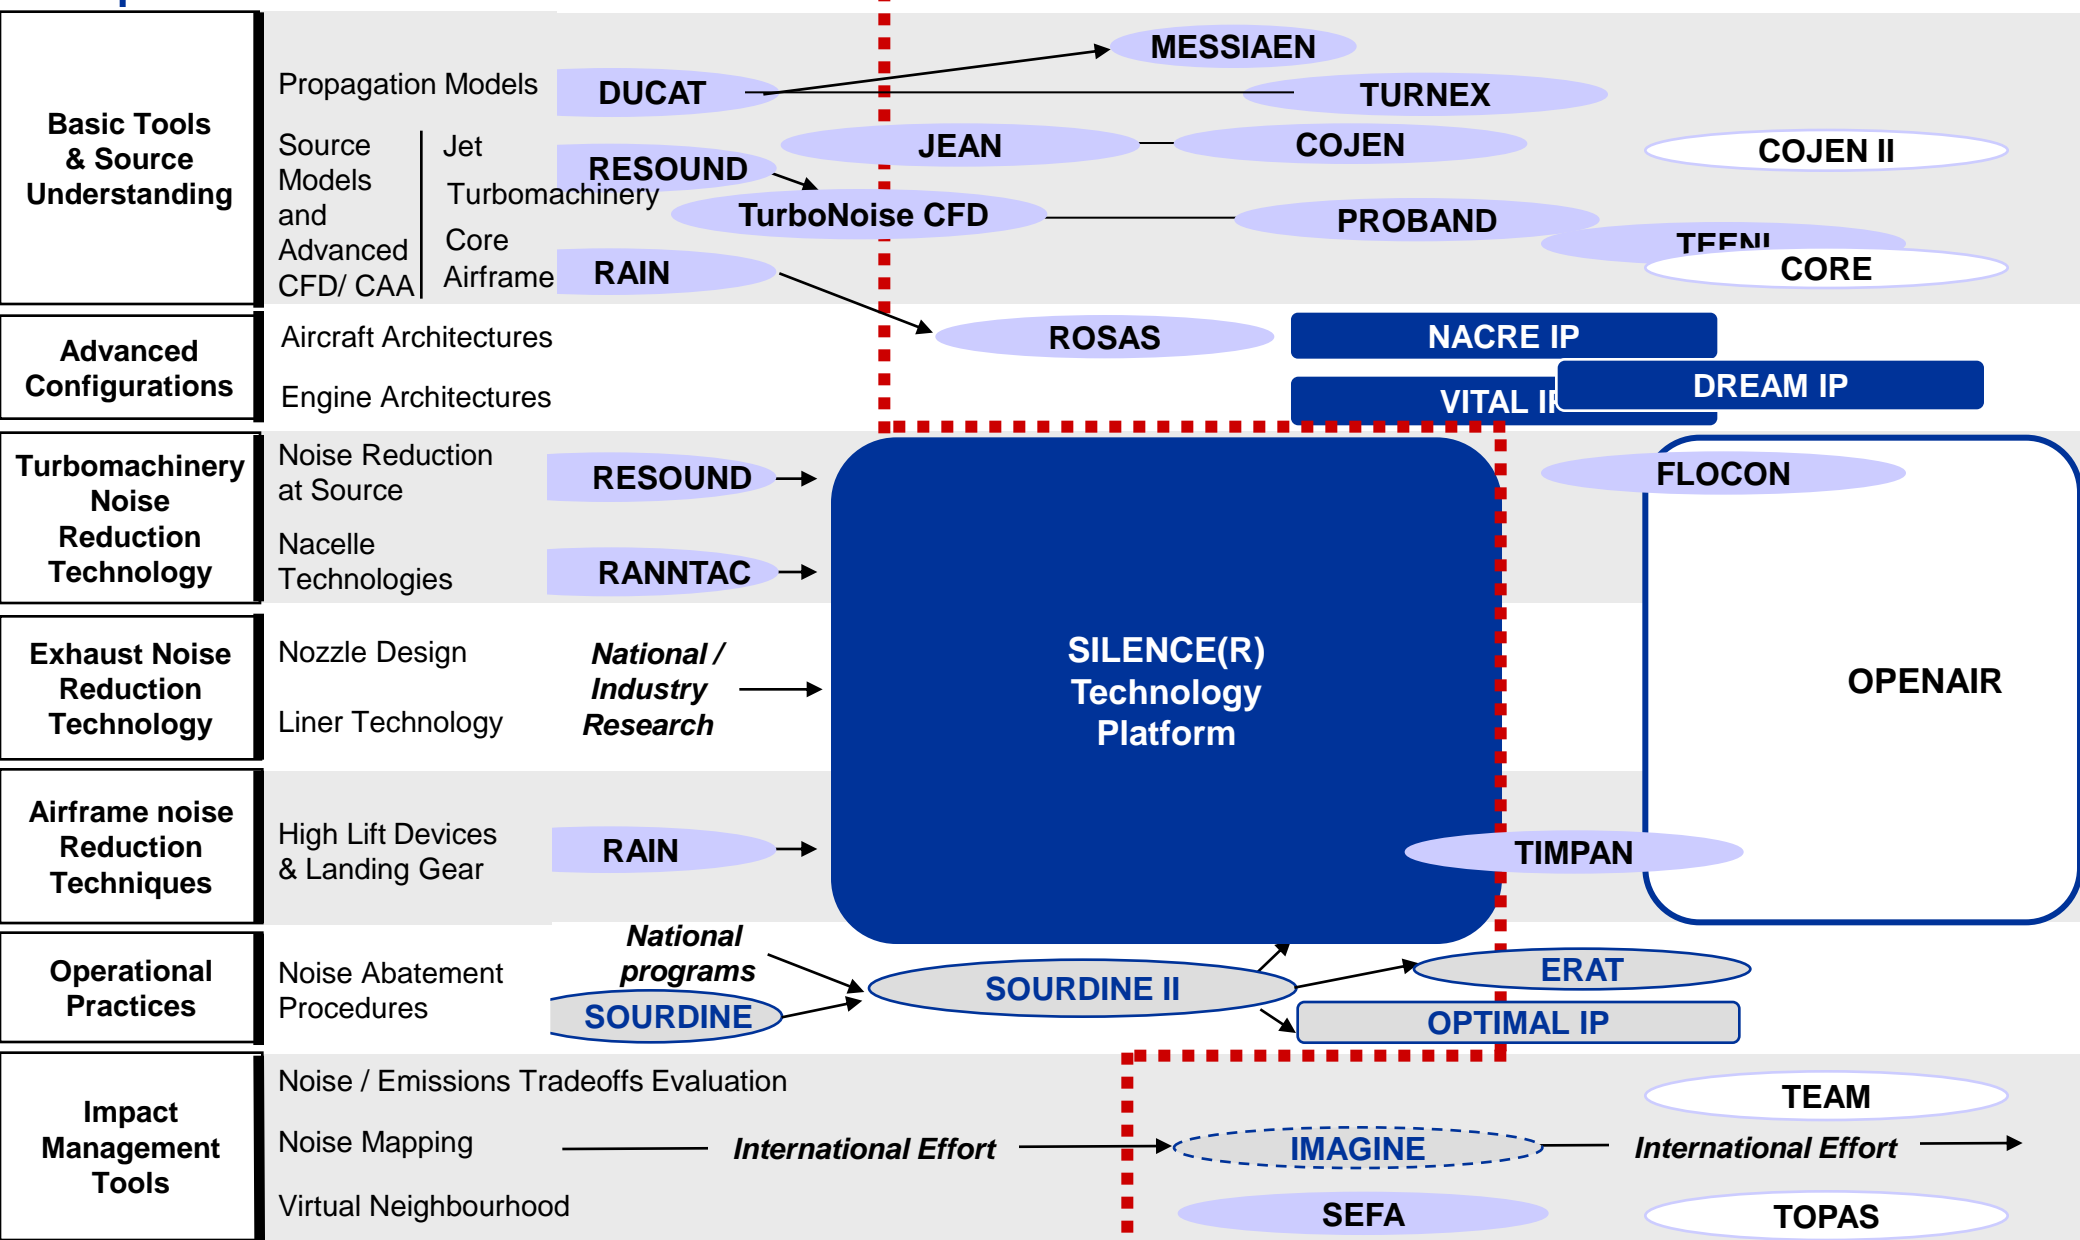 Basic Tools
& Source
Understanding
Propagation Models
DUCAT
MESSIAEN
TURNEX
Source
Models
and
Advanced
CFD/ CAA
Jet
Turbomachinery
Core
Airframe
RESOUND
JEAN
COJEN
COJEN II
TurboNoise CFD
PROBAND
TEENI
CORE
RAIN
Advanced
Configurations
Aircraft Architectures
Engine Architectures
ROSAS
NACRE IP
VITAL IP
DREAM IP
Turbomachinery
Noise
Reduction
Technology
Noise Reduction
at Source
Nacelle
Technologies
RESOUND
RANNTAC
FLOCON
Exhaust Noise
Reduction
Technology
Nozzle Design
Liner Technology
National /
Industry
Research
SILENCE(R)
Technology
Platform
OPENAIR
Airframe noise
Reduction
Techniques
High Lift Devices
& Landing Gear
RAIN
TIMPAN
Operational
Practices
Noise Abatement
Procedures
National
programs
SOURDINE
SOURDINE II
ERAT
OPTIMAL IP
Impact
Management
Tools
Noise / Emissions Tradeoffs Evaluation
TEAM
Noise Mapping
International Effort
IMAGINE
International Effort
Virtual Neighbourhood
SEFA
TOPAS